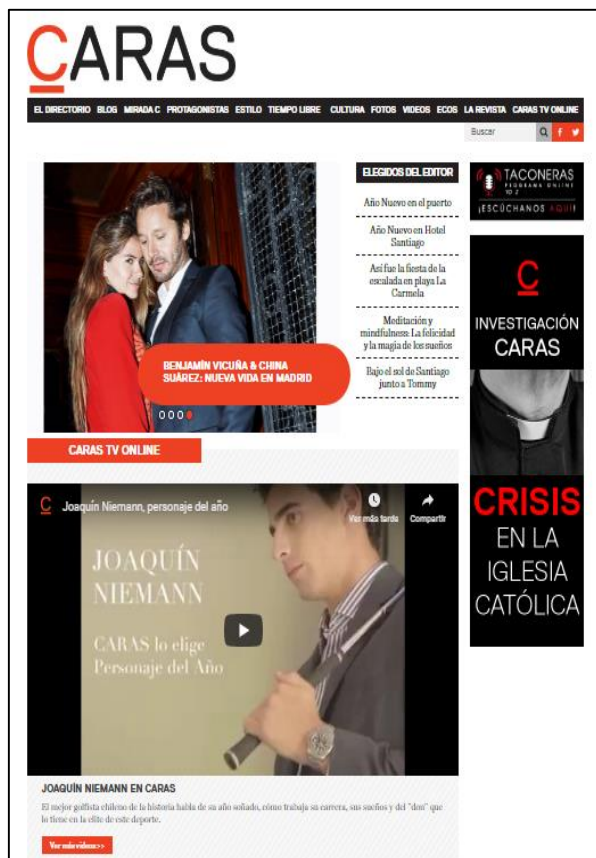 CARAS
EL DIRECTORIO BLOG MIRADA C PROTAGONISTAS ESTILO TIEMPO LIBRE CULTURA FOTOS VIDEOS ECOS LA REVISTA CARAS TV ONLINE
Buscar
BENJAMÍN VICUÑA & CHINA
SUÁREZ: NUEVA VIDA EN MADRID
ELEGIDOS DEL EDITOR
Año Nuevo en el puerto
Año Nuevo en Hotel
Santiago
Así fue la fiesta de la
escalada en playa La
Carmela
Meditación y
mindfulness: La felicidad
y la magia de los sueños
Bajo el sol de Santiago
junto a Tommy
TACONERAS
PROGRAMA ONLINE
¡ESCÚCHANOS AQUÍ!
C
INVESTIGACIÓN
CARAS
CRISIS
EN LA
IGLESIA
CATÓLICA
CARAS TV ONLINE
C Joaquín Niemann, personaje del año
Ver más tarde
Compartir
JOAQUÍN
NIEMANN
CARAS lo elige
Personaje del Año
JOAQUÍN NIEMANN EN CARAS
El mejor golfista chileno de la historia habla de su año soñado, cómo trabaja su carrera, sus sueños y del "don" que
lo tiene en la elite de este deporte.
Ver más videos>>